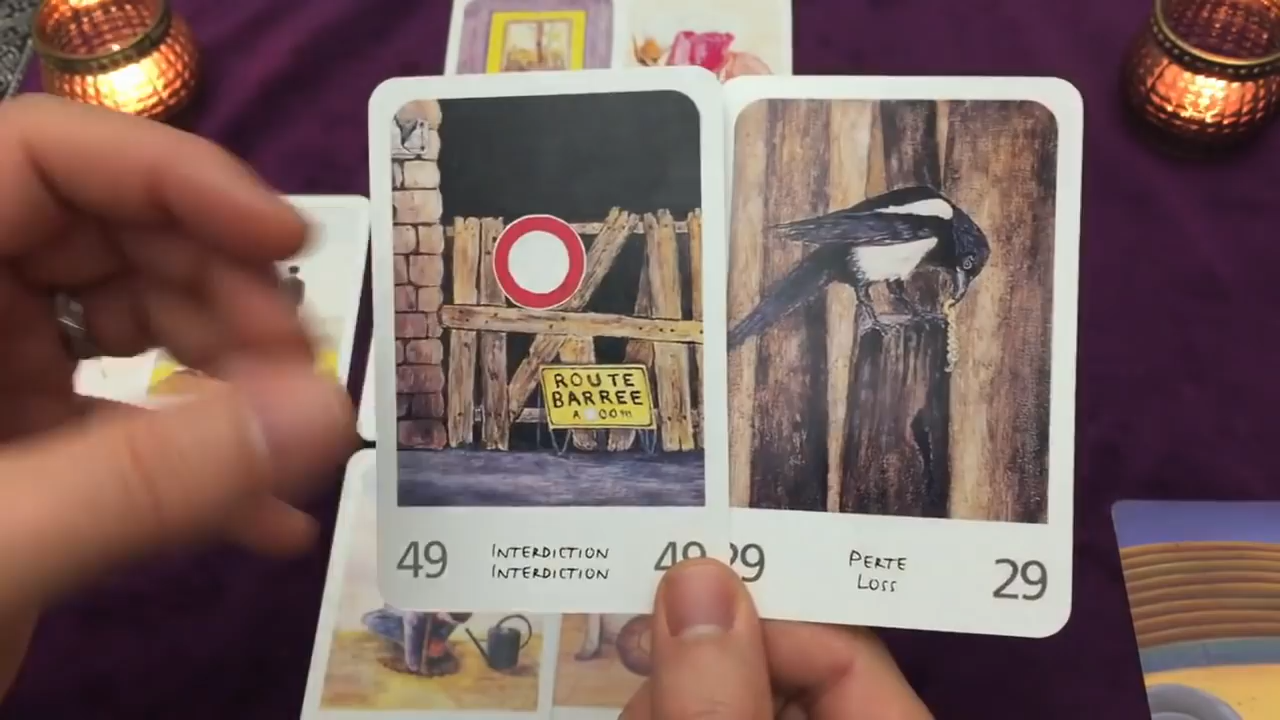 ROUTE
BARREE
49
INTERDICTION
INTERDICTION
49
29
PERTE
LOSS
29